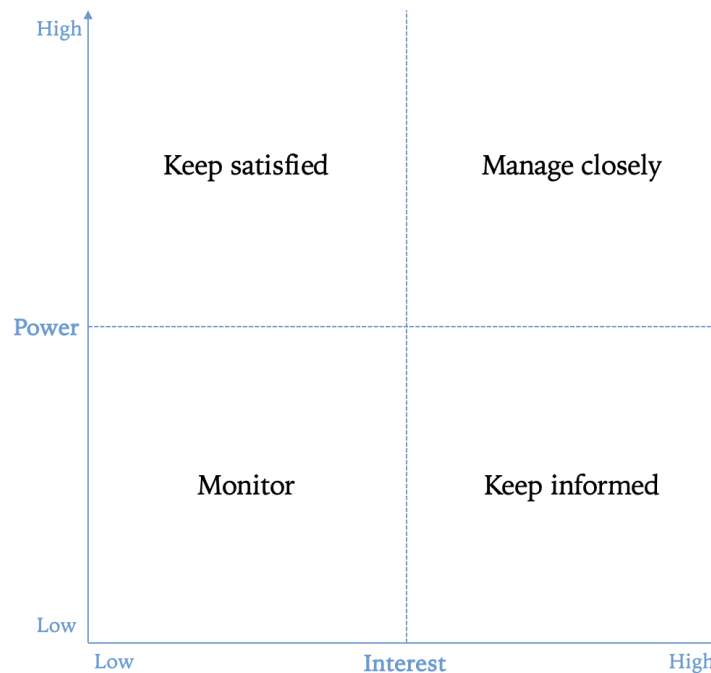 High
Keep satisfied
Manage closely
Power
Monitor
Keep informed
Low
Low
Interest
High